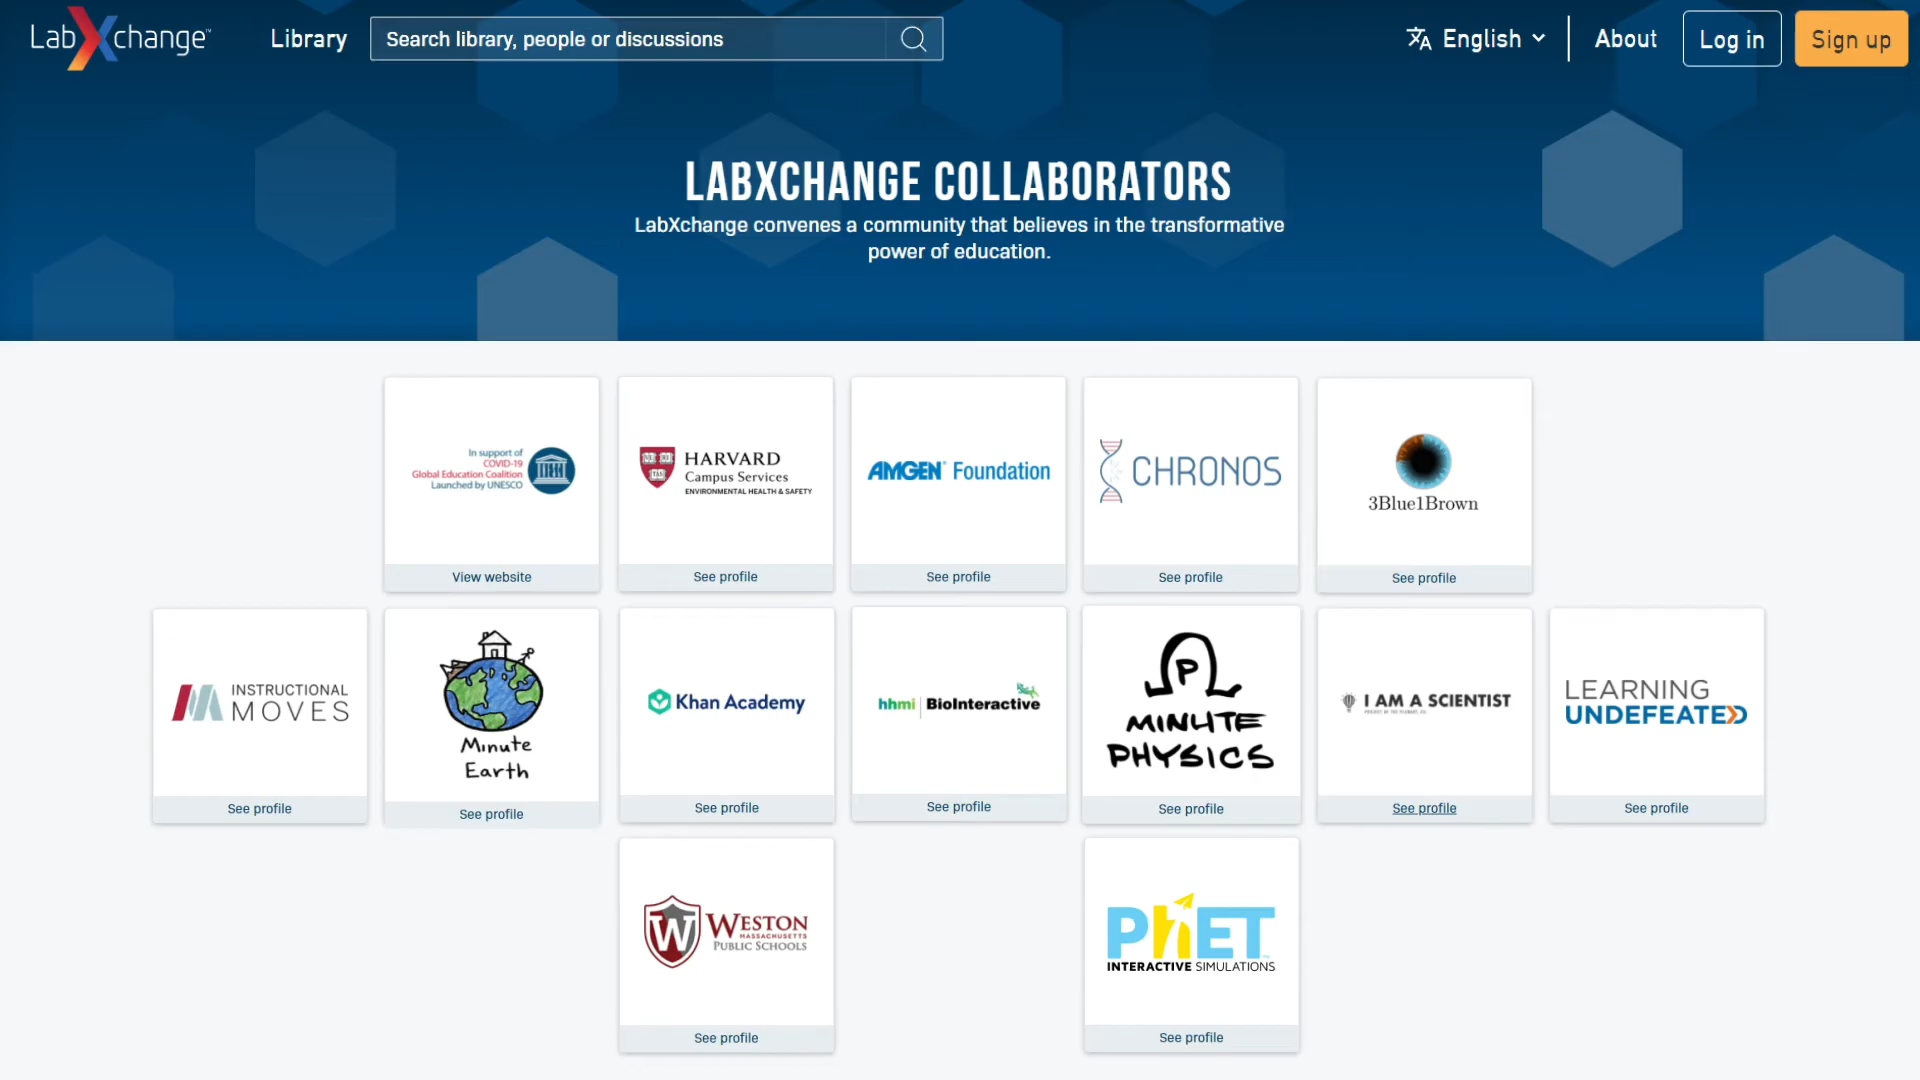 LabXchange™
Library
Search library, people or discussions
English
About
Log in
Sign up
LABXCHANGE COLLABORATORS
LabXchange convenes a community that believes in the transformative
power of education.
In support of
COVID-19
Global Education Coalition
Launched by UNESCO
View website
HARVARD
Campus Services
ENVIRONMENTAL HEALTH & SAFETY
See profile
AMGEN Foundation
See profile
CHRONOS
See profile
3Blue1Brown
See profile
INSTRUCTIONAL
MOVES
See profile
Minute
Earth
See profile
Khan Academy
See profile
hhmi BioInteractive
See profile
P
MINUTE
PHYSICS
See profile
I AM A SCIENTIST
See profile
LEARNING
UNDEFEATED
See profile
W
WESTON
MASSACHUSETTS
PUBLIC SCHOOLS
See profile
PhET
INTERACTIVE SIMULATIONS
See profile